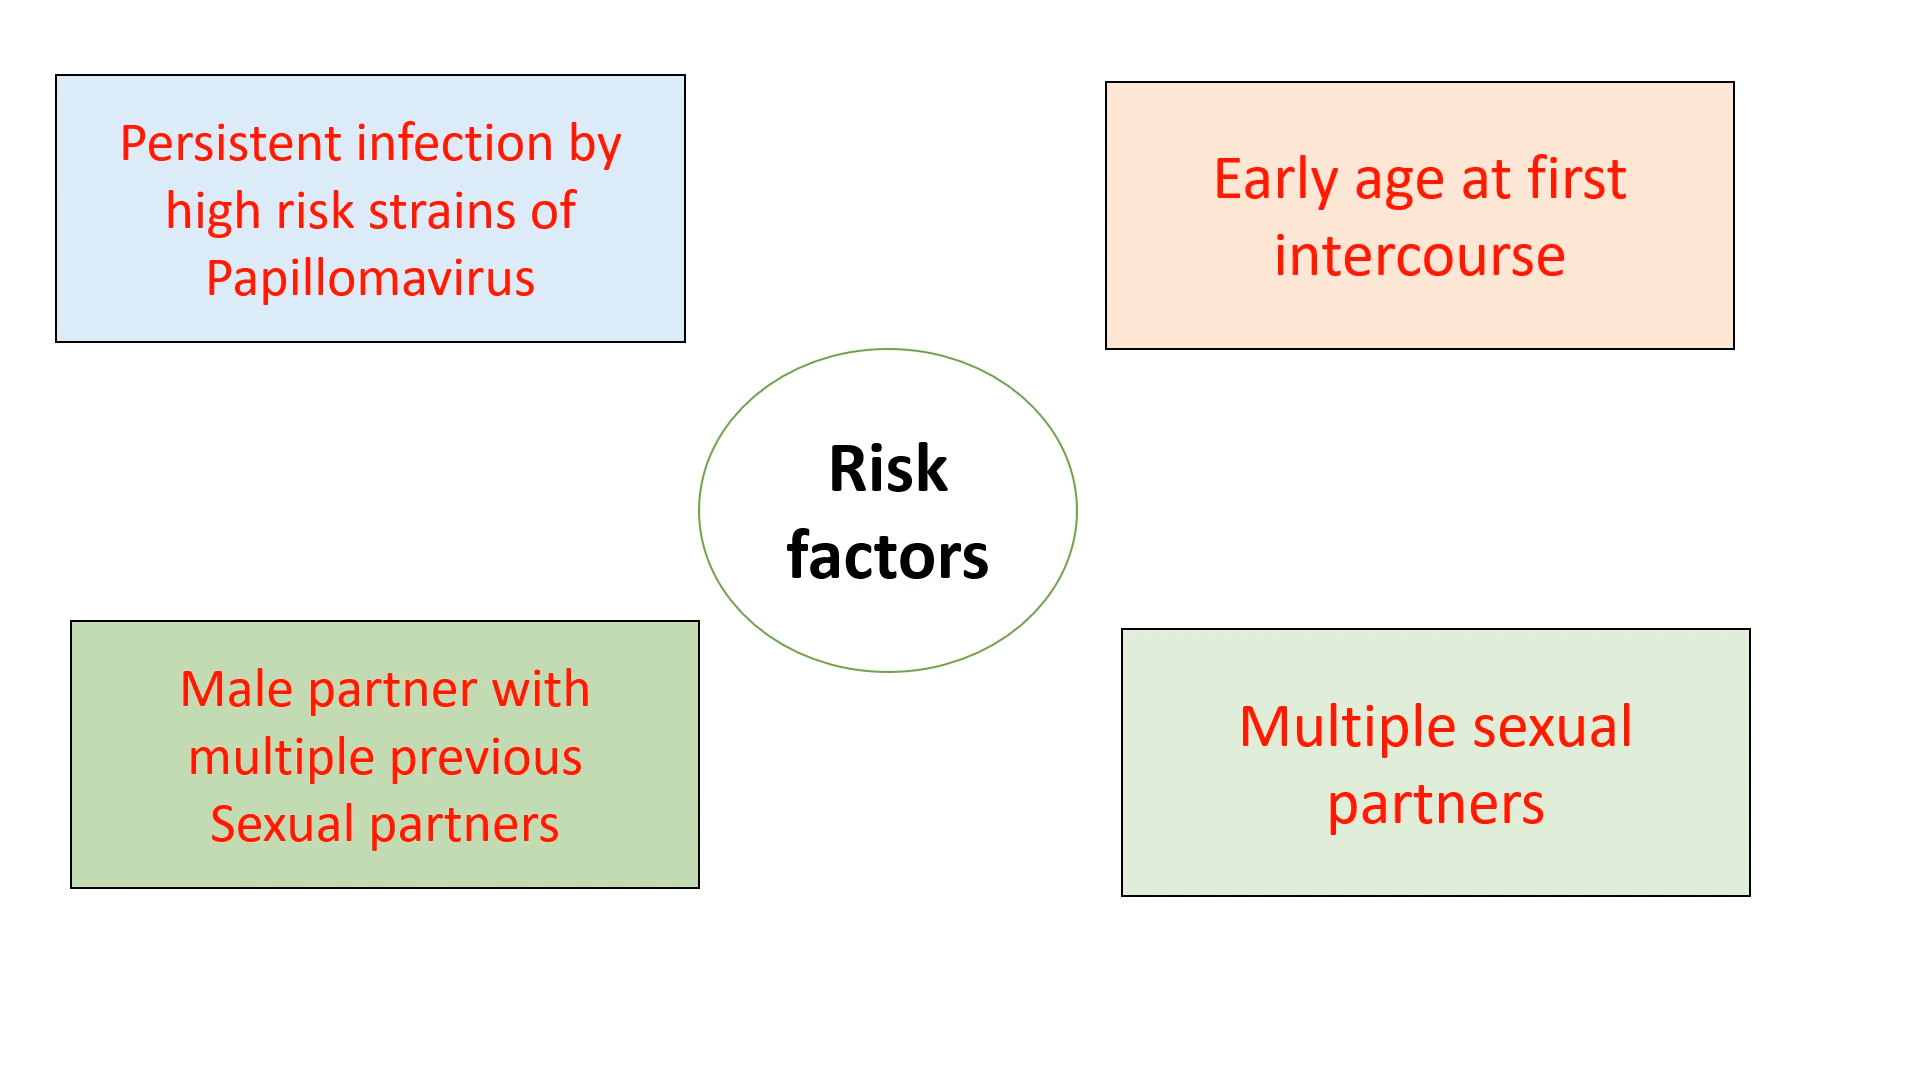 Persistent infection by
high risk strains of
Papillomavirus
Early age at first
intercourse
Risk
factors
Male partner with
multiple previous
Sexual partners
Multiple sexual
partners